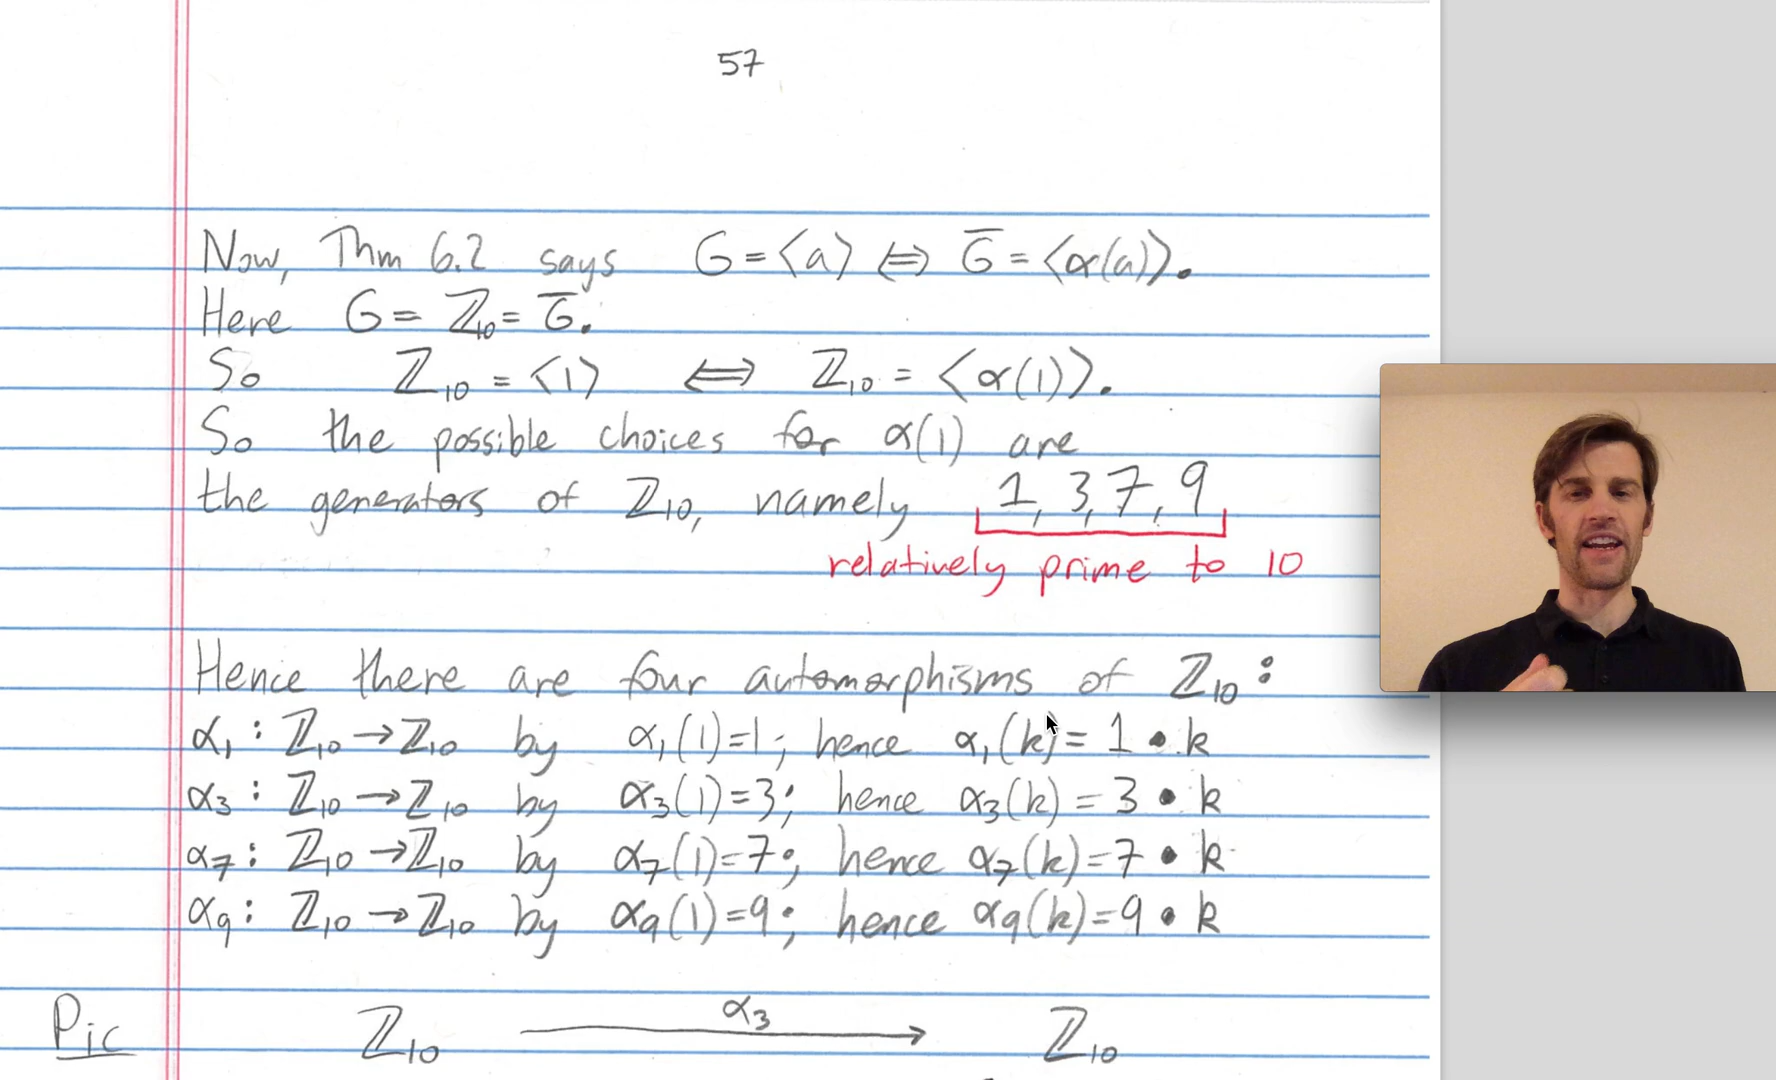 57
Now, Thm 6.2 says G = ⟨a⟩ ⇔ G̅ = ⟨α(a)⟩.
Here G = ℤ₁₀ = G̅.
So ℤ₁₀ = ⟨1⟩ ⇔ ℤ₁₀ = ⟨α(1)⟩.
So the possible choices for α(1) are
the generators of ℤ₁₀, namely 1, 3, 7, 9
relatively prime to 10
Hence there are four automorphisms of ℤ₁₀:
α₁: ℤ₁₀ → ℤ₁₀ by α₁(1)=1; hence α₁(k) = 1 • k
α₃: ℤ₁₀ → ℤ₁₀ by α₃(1)=3; hence α₃(k) = 3 • k
α₇: ℤ₁₀ → ℤ₁₀ by α₇(1)=7; hence α₇(k) = 7 • k
α₉: ℤ₁₀ → ℤ₁₀ by α₉(1)=9; hence α₉(k) = 9 • k
Pic ℤ₁₀ α₃ → ℤ₁₀